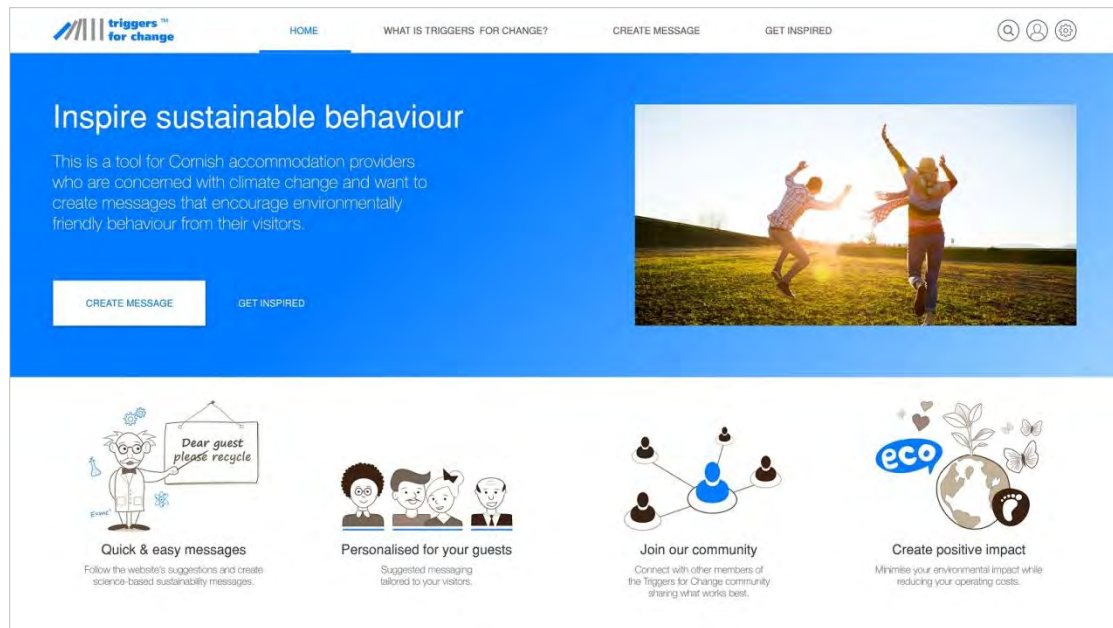 triggers ™
for change
HOME
WHAT IS TRIGGERS FOR CHANGE?
CREATE MESSAGE
GET INSPIRED
Inspire sustainable behaviour
This is a tool for Cornish accommodation providers
who are concerned with climate change and want to
create messages that encourage environmentally
friendly behaviour from their visitors.
CREATE MESSAGE
GET INSPIRED
Dear guest
please recycle
eco
Quick & easy messages
Follow the website's suggestions and create
science-based sustainability messages.
Personalised for your guests
Suggested messaging
tailored to your visitors.
Join our community
Connect with other members of
the Triggers for Change community
sharing what works best.
Create positive impact
Minimise your environmental impact while
reducing your operating costs.